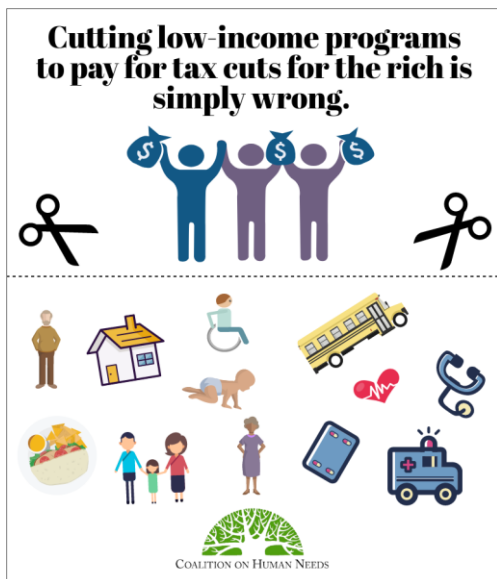 Cutting low-income programs
to pay for tax cuts for the rich is
simply wrong.
$ $ $
COALITION ON HUMAN NEEDS